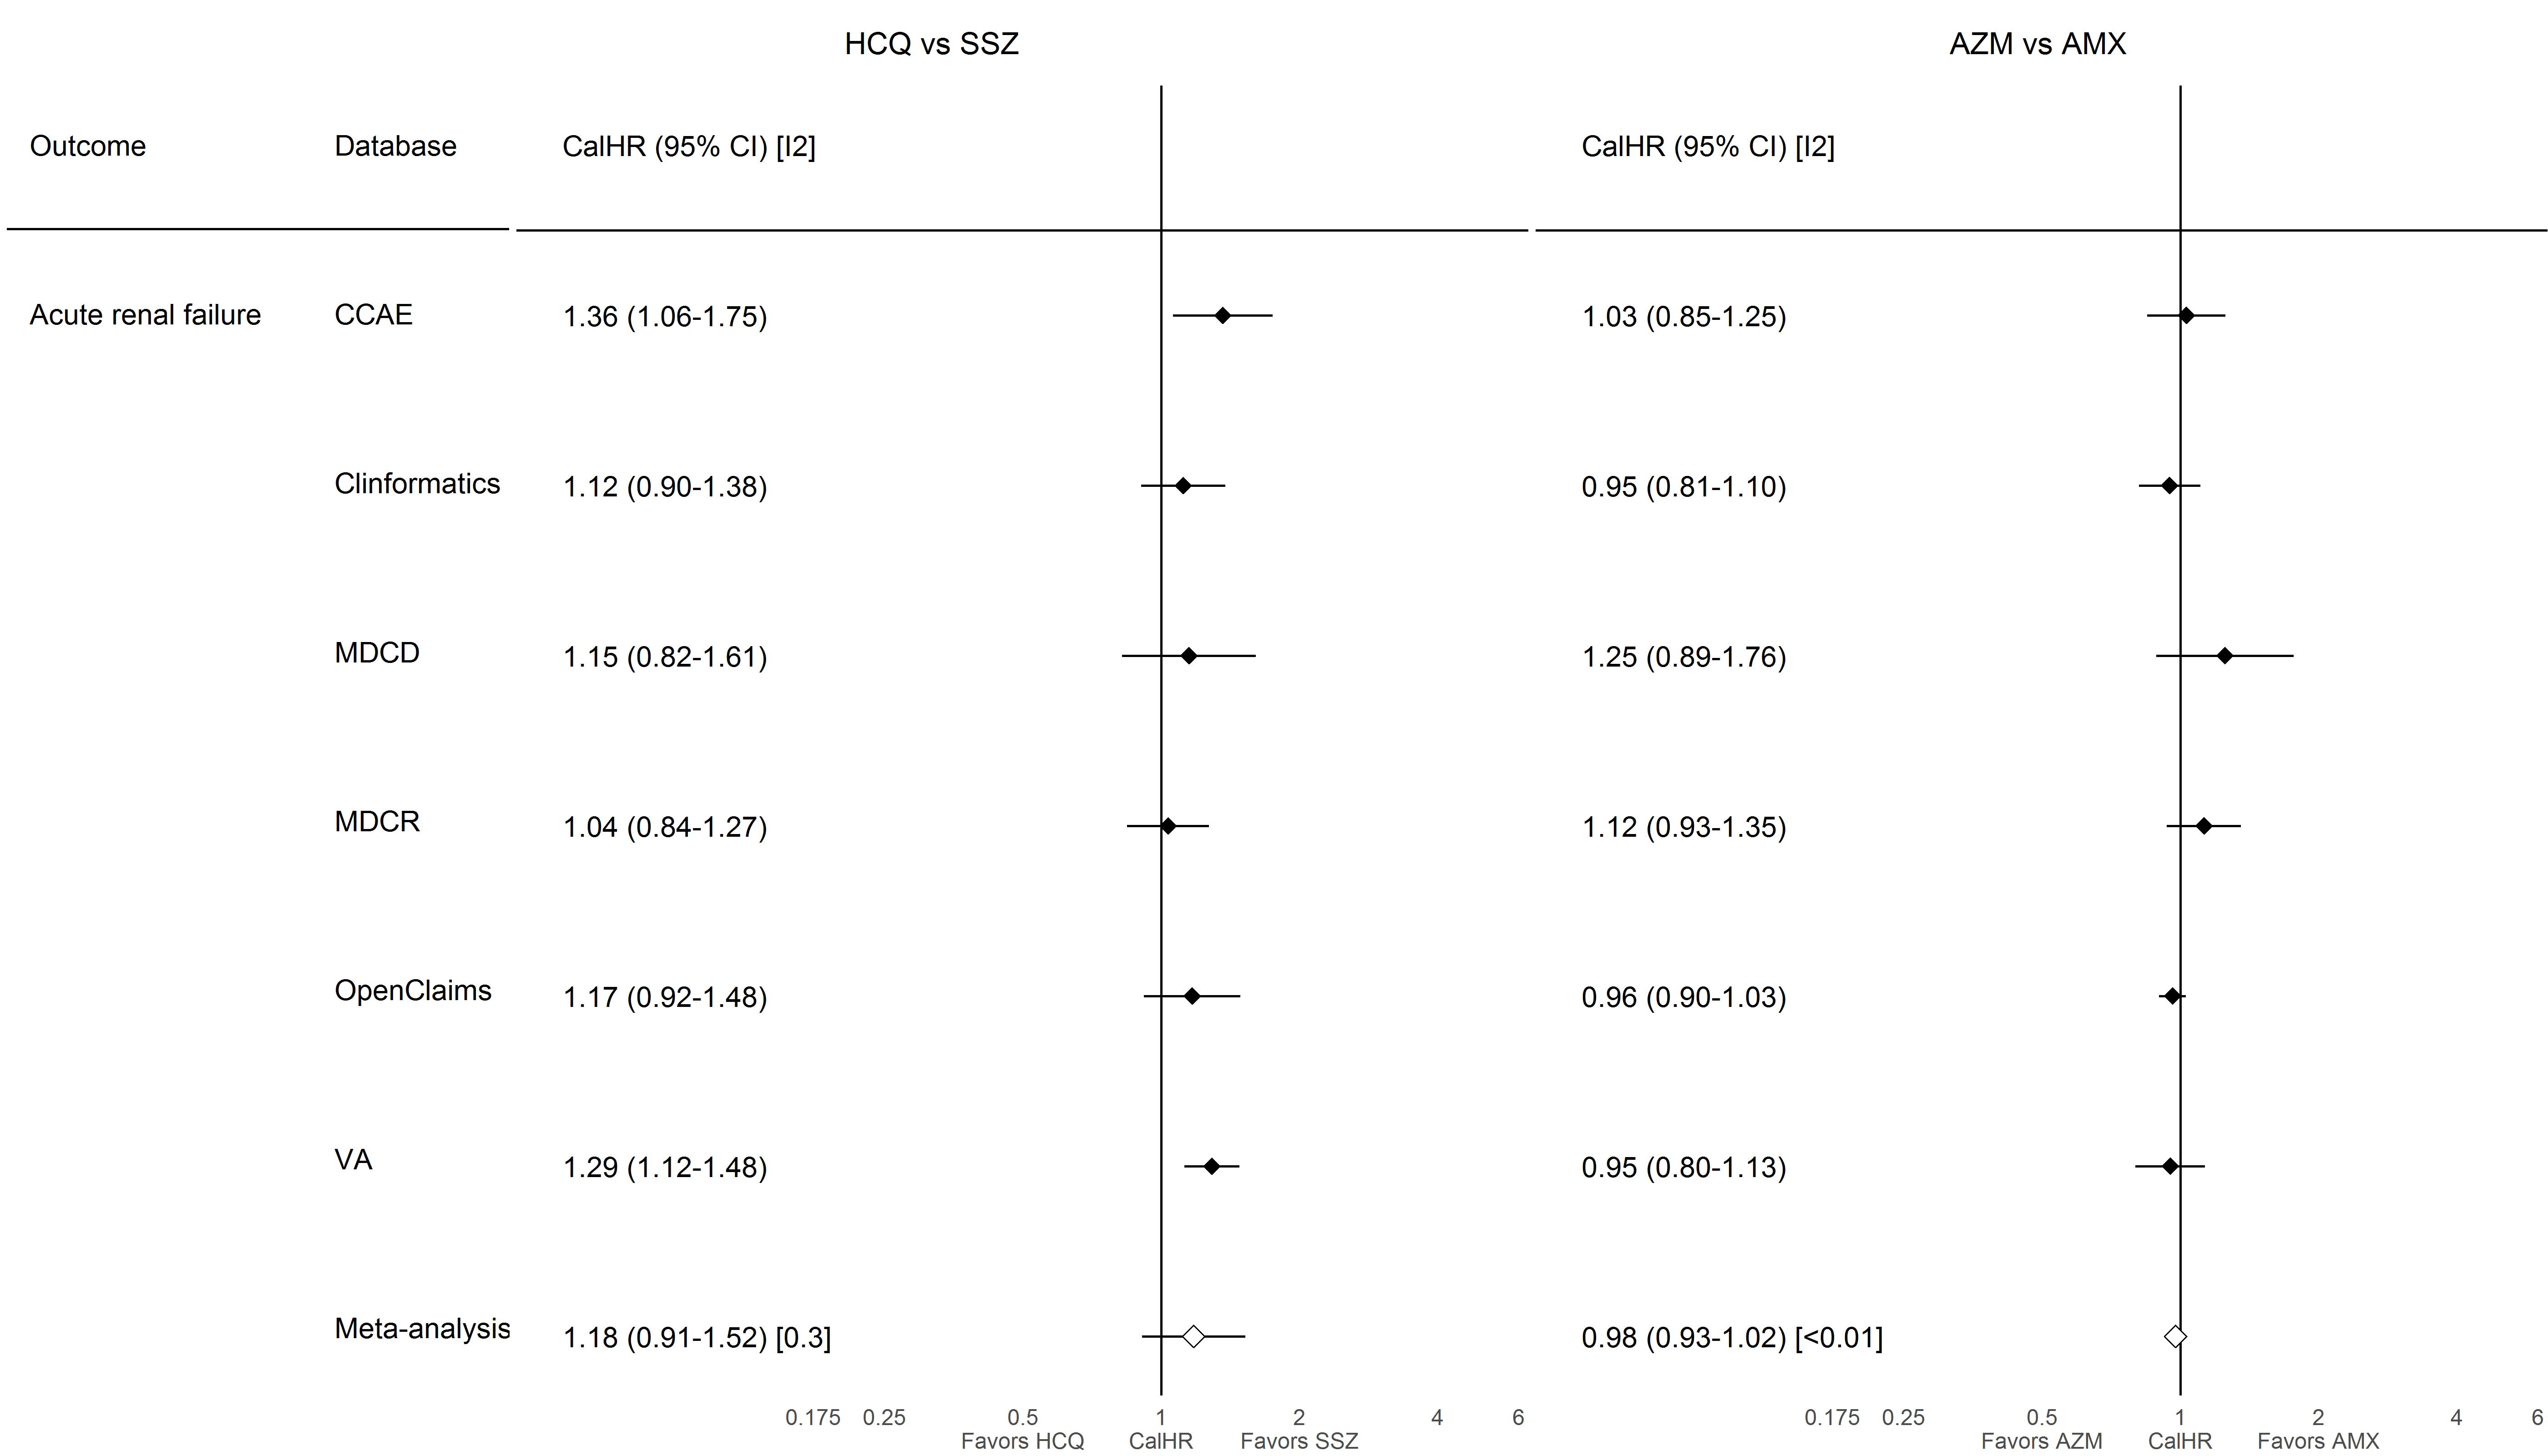 HCQ vs SSZ AZM vs AMX
Outcome Database CalHR (95% CI) [I2] CalHR (95% CI) [I2]
Acute renal failure CCAE 1.36 (1.06-1.75) 1.03 (0.85-1.25)
Clinformatics 1.12 (0.90-1.38) 0.95 (0.81-1.10)
MDCD 1.15 (0.82-1.61) 1.25 (0.89-1.76)
MDCR 1.04 (0.84-1.27) 1.12 (0.93-1.35)
OpenClaims 1.17 (0.92-1.48) 0.96 (0.90-1.03)
VA 1.29 (1.12-1.48) 0.95 (0.80-1.13)
Meta-analysis 1.18 (0.91-1.52) [0.3] 0.98 (0.93-1.02) [<0.01]
0.175 0.25 0.5 1 2 4 6 0.175 0.25 0.5 1 2 4 6
Favors HCQ CalHR Favors SSZ Favors AZM CalHR Favors AMX